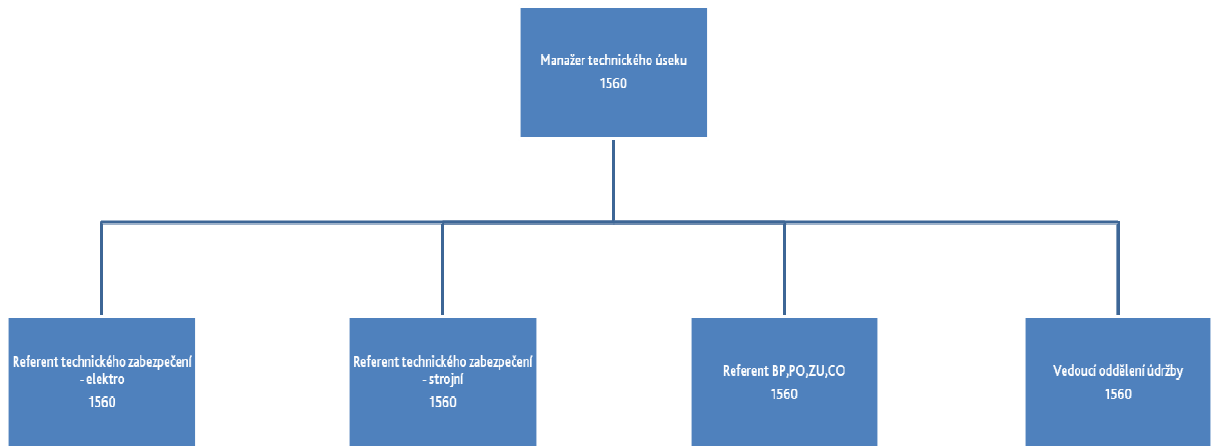 Manažer technického úseku
1560
Referent technického zabezpečení
- elektro
1560
Referent technického zabezpečení
- strojní
1560
Referent BP,PO,ZU,CO
1560
Vedoucí oddělení údržby
1560